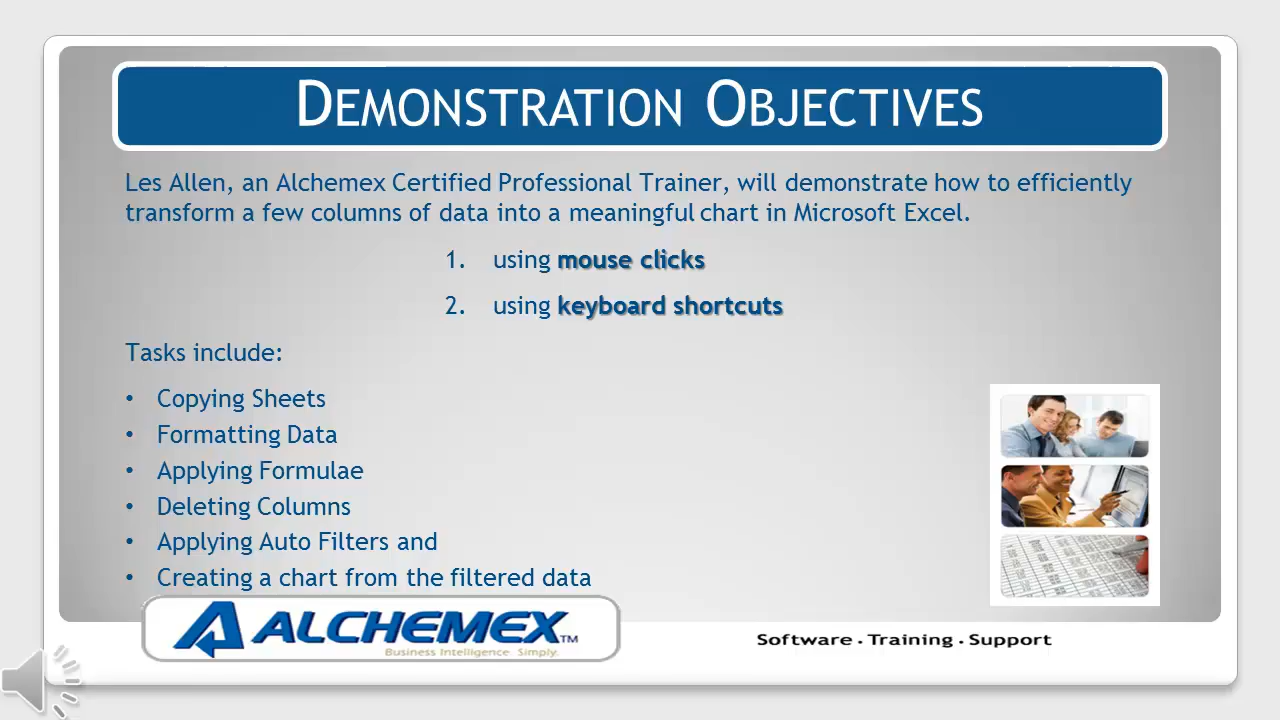 DEMONSTRATION OBJECTIVES
Les Allen, an Alchemex Certified Professional Trainer, will demonstrate how to efficiently
transform a few columns of data into a meaningful chart in Microsoft Excel.
1. using mouse clicks
2. using keyboard shortcuts
Tasks include:
• Copying Sheets
• Formatting Data
• Applying Formulae
• Deleting Columns
• Applying Auto Filters and
• Creating a chart from the filtered data
ALCHEMEX™
Business Intelligence. Simply.
Software . Training . Support